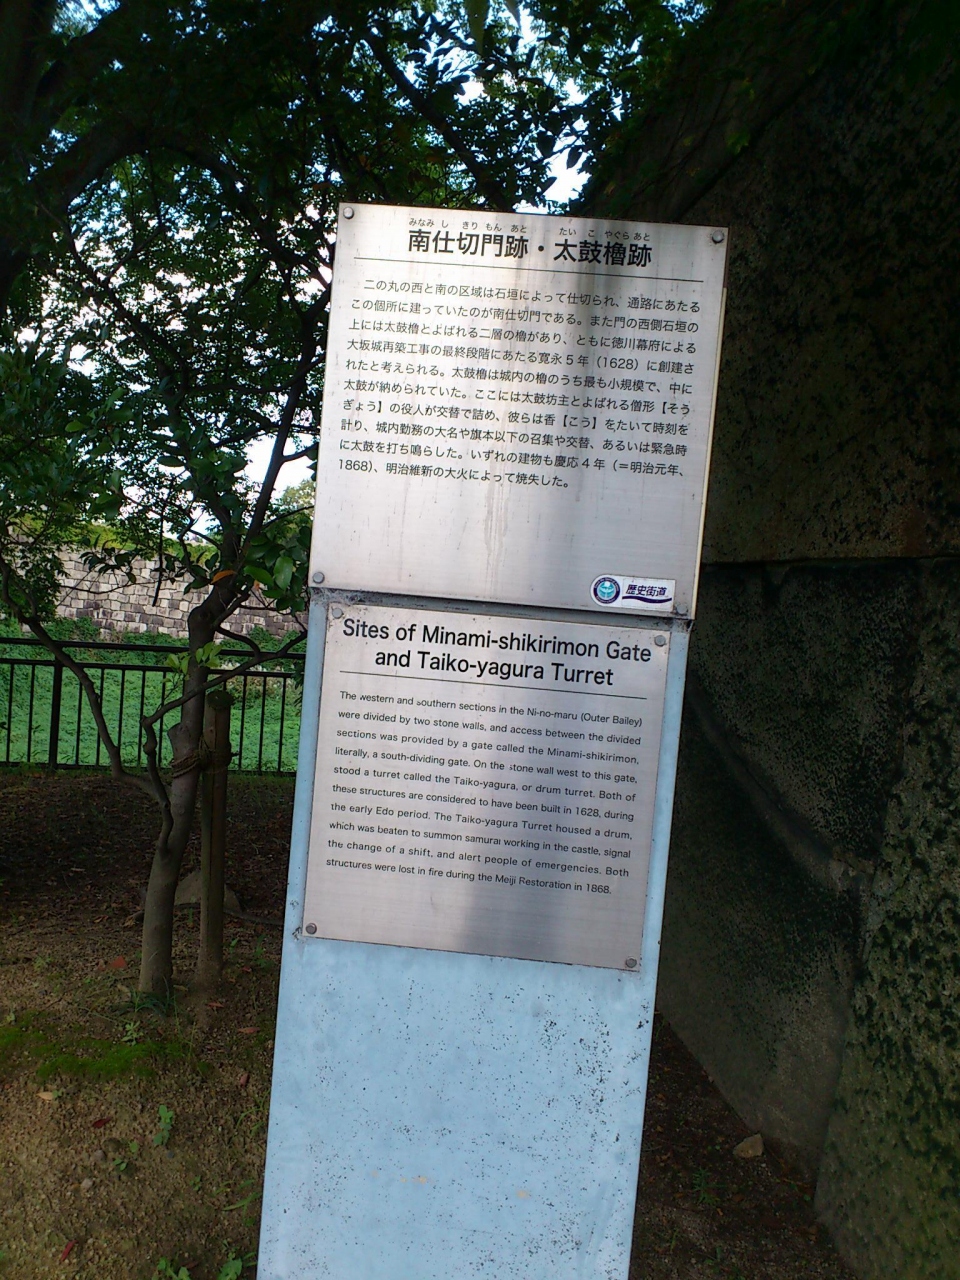 みなみ し きり もん あと たい こ やぐら あと
南仕切門跡・太鼓櫓跡
二の丸の西と南の区域は石垣によって仕切られ、通路にあたる
この個所に建っていたのが南仕切門である。また門の西側石垣の
上には太鼓櫓とよばれる二層の櫓があり、ともに徳川幕府による
大坂城再築工事の最終段階にあたる寛永5年(1628)に創建さ
れたと考えられる。太鼓櫓は城内の櫓のうち最も小規模で、中に
太鼓が納められていた。ここには太鼓坊主とよばれる僧形【そう
ぎょう】の役人が交替で詰め、彼らは香【こう】をたいて時刻を
計り、城内勤務の大名や旗本以下の召集や交替、あるいは緊急時
に太鼓を打ち鳴らした。いずれの建物も慶応4年(=明治元年、
1868)、明治維新の大火によって焼失した。
歴史街道
Sites of Minami-shikirimon Gate
and Taiko-yagura Turret
The western and southern sections in the Ni-no-maru (Outer Bailey)
were divided by two stone walls, and access between the divided
sections was provided by a gate called the Minami-shikirimon,
literally, a south-dividing gate. On the stone wall west to this gate,
stood a turret called the Taiko-yagura, or drum turret. Both of
these structures are considered to have been built in 1628, during
the early Edo period. The Taiko-yagura Turret housed a drum,
which was beaten to summon samurai working in the castle, signal
the change of a shift, and alert people of emergencies. Both
structures were lost in fire during the Meiji Restoration in 1868.